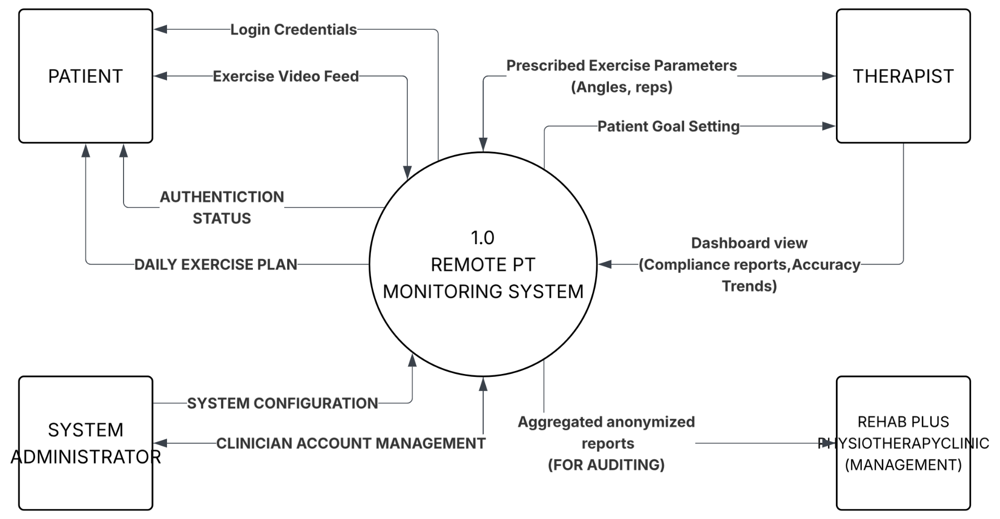 PATIENT
Login Credentials
Exercise Video Feed
Prescribed Exercise Parameters
(Angles, reps)
THERAPIST
Patient Goal Setting
AUTHENTICTION
STATUS
DAILY EXERCISE PLAN
1.0
REMOTE PT
MONITORING SYSTEM
Dashboard view
(Compliance reports,Accuracy
Trends)
SYSTEM CONFIGURATION
SYSTEM
ADMINISTRATOR
CLINICIAN ACCOUNT MANAGEMENT
Aggregated anonymized
reports
(FOR AUDITING)
REHAB PLUS
PHYSIOTHERAPYCLINIC
(MANAGEMENT)